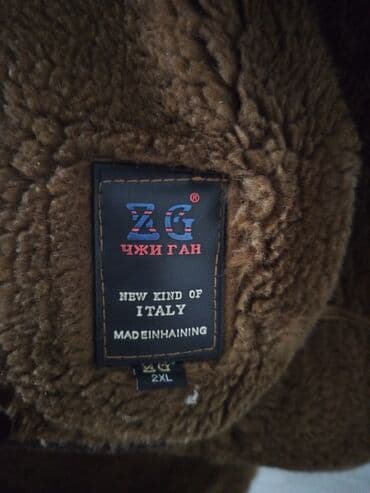 ZG®
ЧЖИ ГАН
NEW KIND OF
ITALY
MADEINHAINING
ZG
2XL